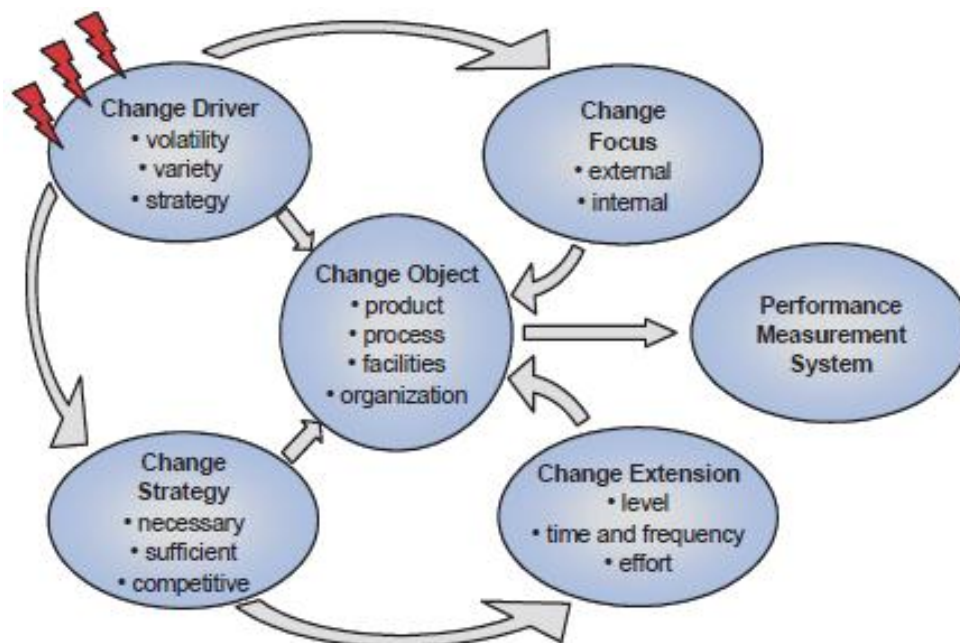 Change Driver
• volatility
• variety
• strategy
Change
Focus
• external
• internal
Change Object
• product
• process
• facilities
• organization
Performance
Measurement
System
Change
Strategy
• necessary
• sufficient
• competitive
Change Extension
• level
• time and frequency
• effort